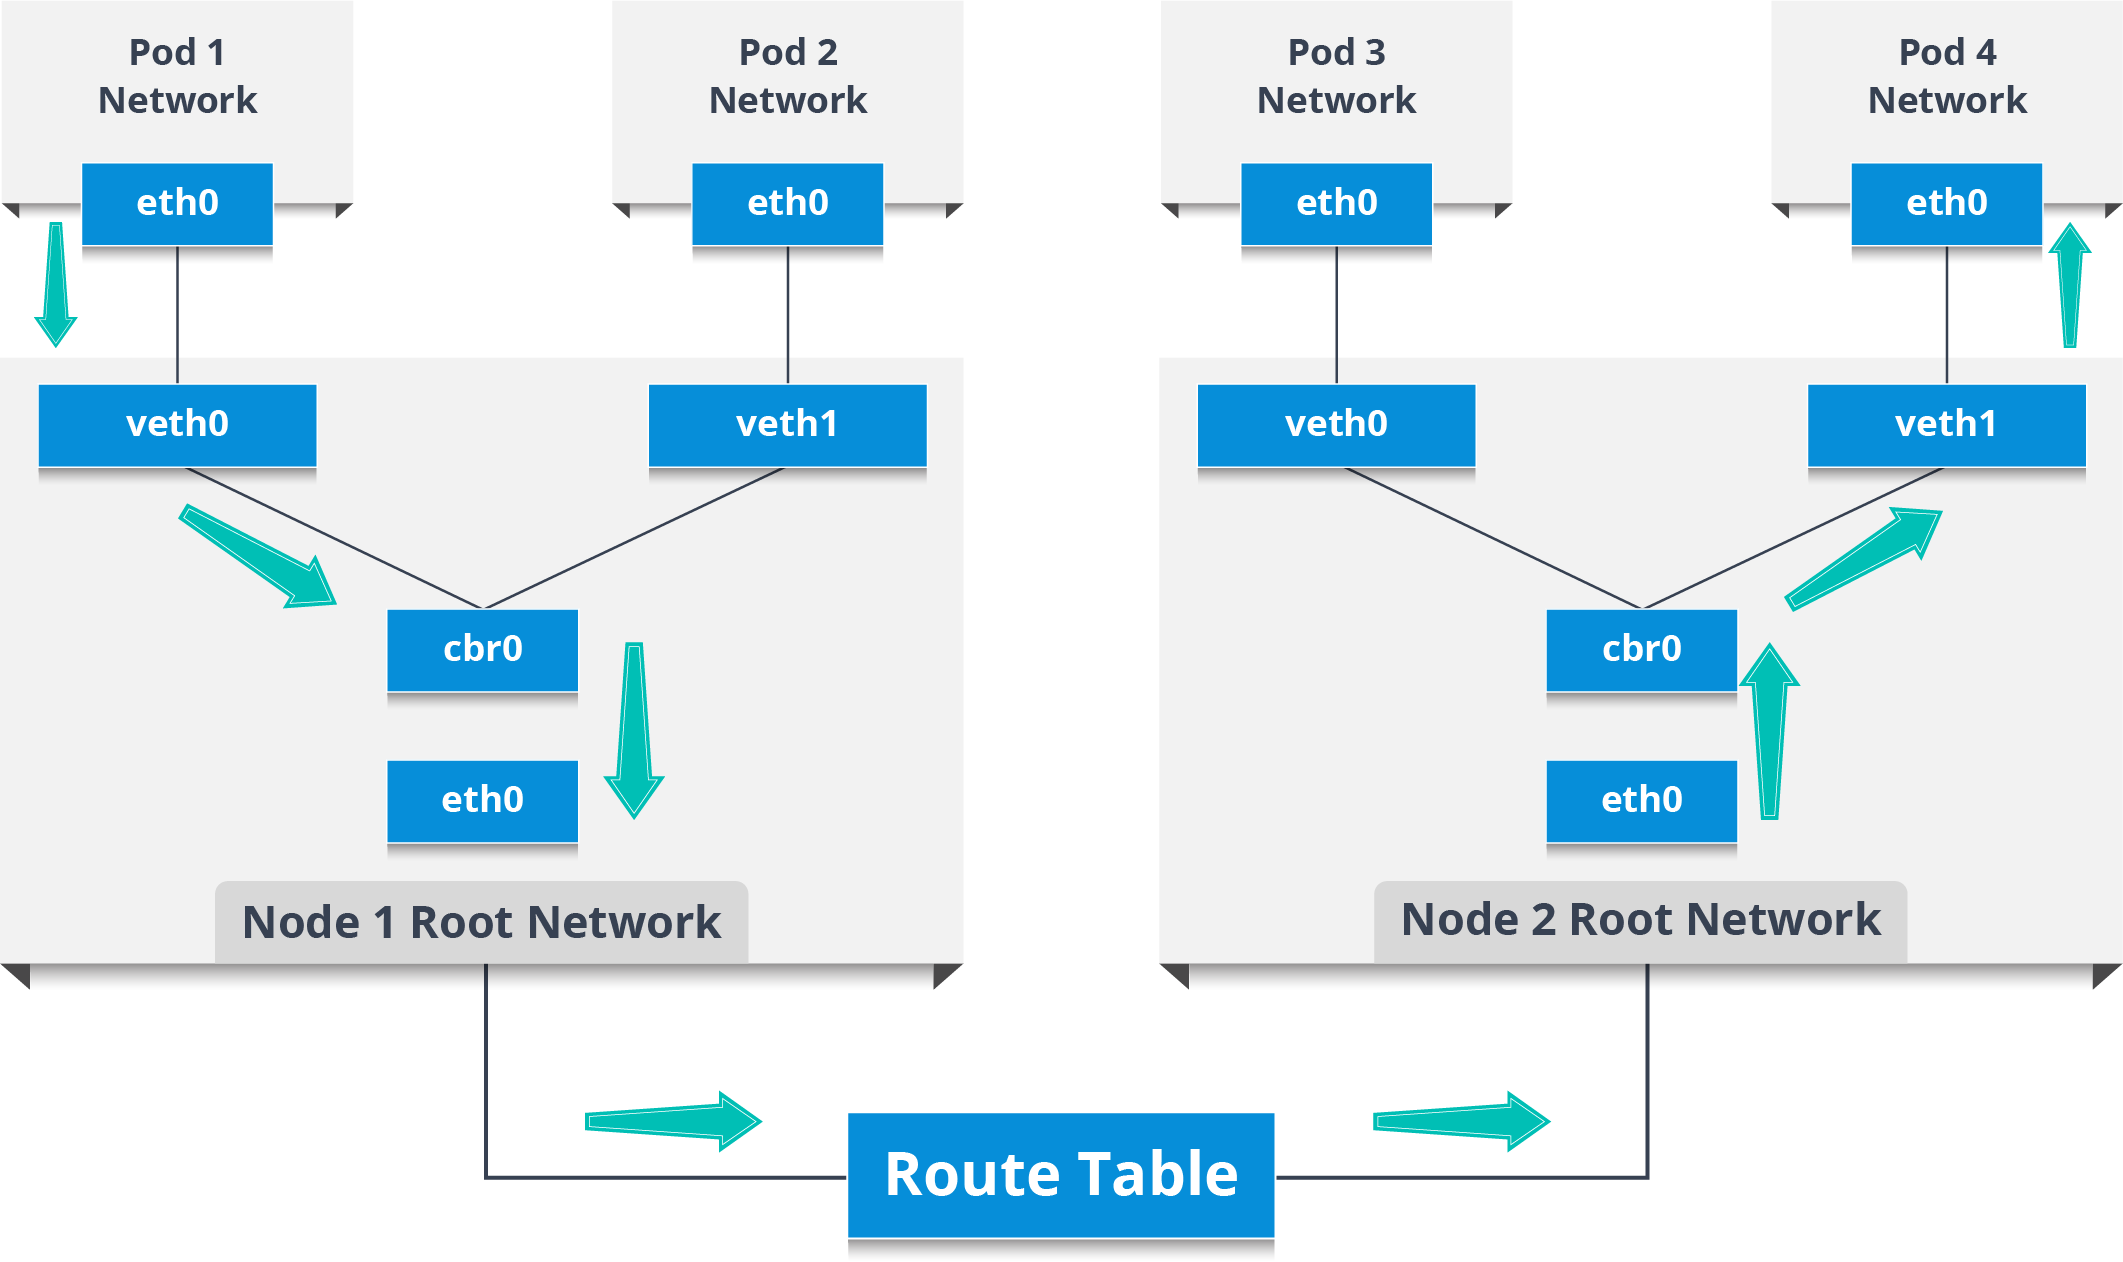 Pod 1
Network
Pod 2
Network
Pod 3
Network
Pod 4
Network
eth0
eth0
eth0
eth0
veth0
veth1
veth0
veth1
cbr0
cbr0
eth0
eth0
Node 1 Root Network
Node 2 Root Network
Route Table